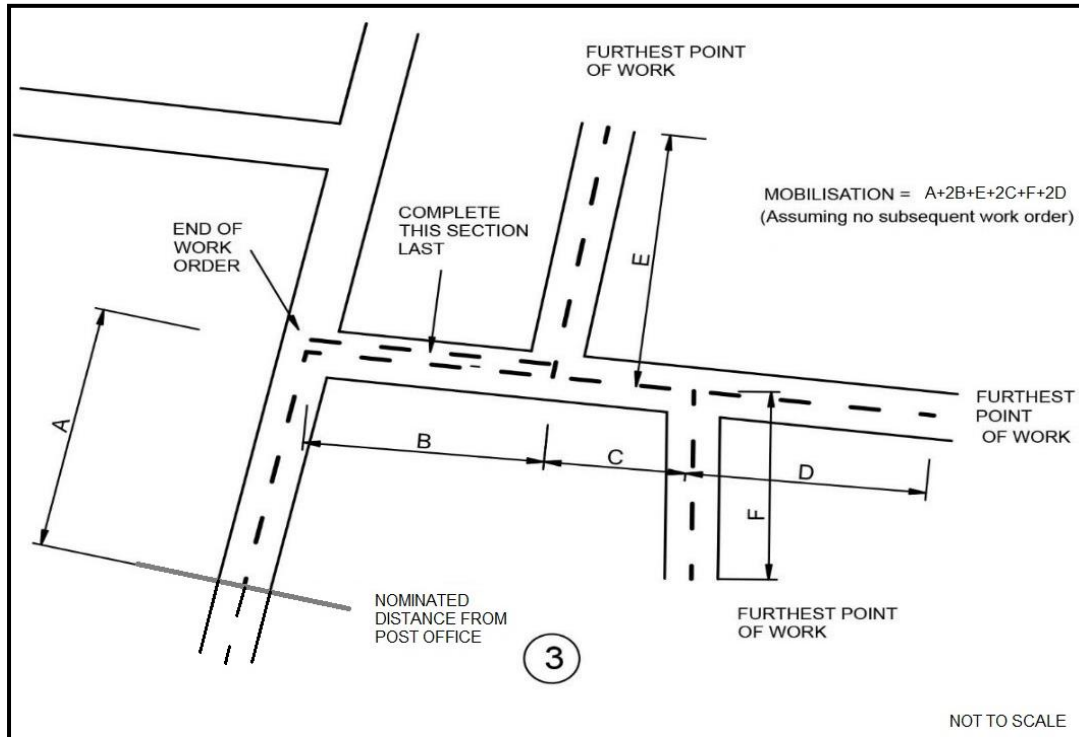 FURTHEST POINT
OF WORK
MOBILISATION = A+2B+E+2C+F+2D
(Assuming no subsequent work order)
COMPLETE
THIS SECTION
LAST
END OF
WORK
ORDER
E
A
B
C
D
F
FURTHEST
POINT
OF WORK
NOMINATED
DISTANCE FROM
POST OFFICE
FURTHEST POINT
OF WORK
3
NOT TO SCALE